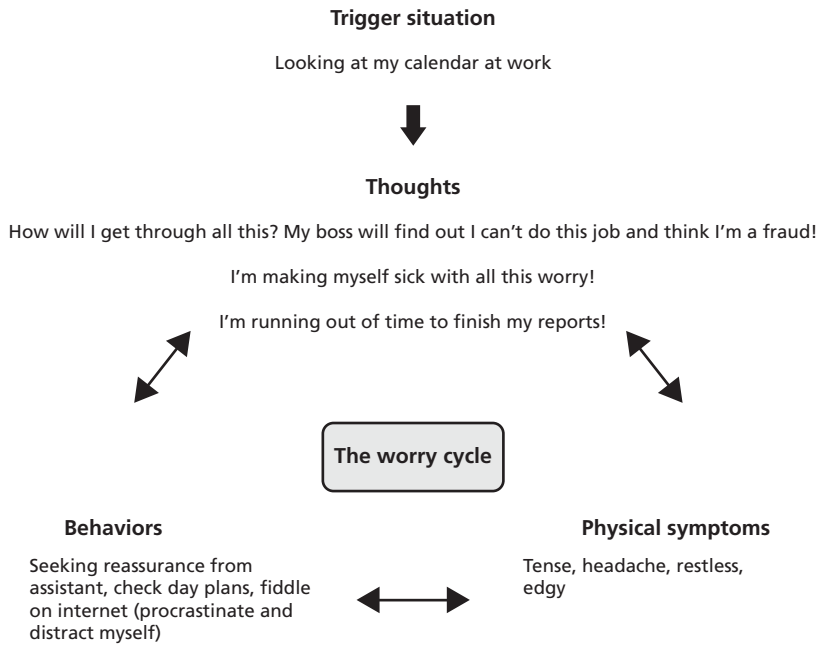 Trigger situation
Looking at my calendar at work
Thoughts
How will I get through all this? My boss will find out I can’t do this job and think I’m a fraud!
I’m making myself sick with all this worry!
I’m running out of time to finish my reports!
The worry cycle
Behaviors
Seeking reassurance from
assistant, check day plans, fiddle
on internet (procrastinate and
distract myself)
Physical symptoms
Tense, headache, restless,
edgy